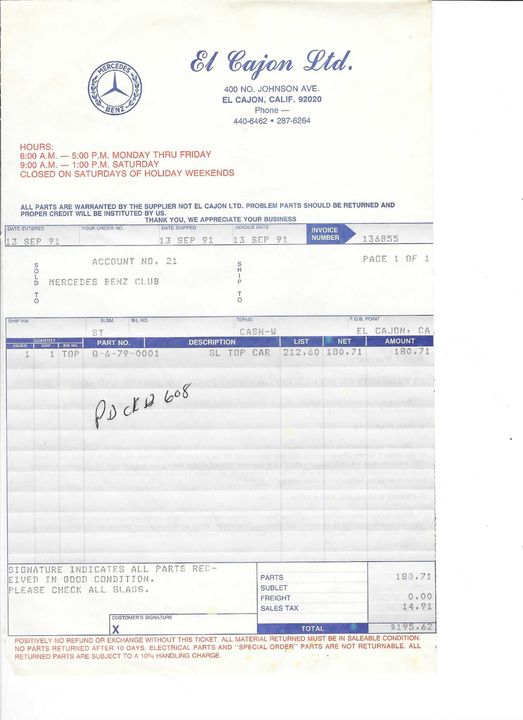 MERCEDES
BENZ
El Cajon Ltd.
400 NO. JOHNSON AVE.
EL CAJON, CALIF. 92020
Phone —
440-6462 • 287-6264
HOURS:
8:00 A.M. — 5:00 P.M. MONDAY THRU FRIDAY
9:00 A.M. — 1:00 P.M. SATURDAY
CLOSED ON SATURDAYS OF HOLIDAY WEEKENDS
ALL PARTS ARE WARRANTED BY THE SUPPLIER NOT EL CAJON LTD. PROBLEM PARTS SHOULD BE RETURNED AND
PROPER CREDIT WILL BE INSTITUTED BY US.
THANK YOU, WE APPRECIATE YOUR BUSINESS
DATE ENTERED YOUR ORDER NO. DATE SHIPPED INVOICE DATE INVOICE NUMBER 136855
13 SEP 91 13 SEP 91 13 SEP 91
ACCOUNT NO. 21 PAGE 1 OF 1
SOLD TO MERCEDES BENZ CLUB SHIP TO
SHIP VIA SLSM. B/L NO. TERMS F.O.B. POINT
ST CASH-W EL CAJON, CA
QUANTITY PART NO. DESCRIPTION LIST NET AMOUNT
ORDER SHIP BIN NO.
1 1 TOP Q-6-79-0001 SL TOP CAR 212.60 180.71 180.71
PD CK# 608
SIGNATURE INDICATES ALL PARTS REC-
EIVED IN GOOD CONDITION.
PLEASE CHECK ALL GLASS.
PARTS 180.71
SUBLET
FREIGHT 0.00
SALES TAX 14.91
CUSTOMER'S SIGNATURE
X
TOTAL $195.62
POSITIVELY NO REFUND OR EXCHANGE WITHOUT THIS TICKET. ALL MATERIAL RETURNED MUST BE IN SALEABLE CONDITION.
NO PARTS RETURNED AFTER 10 DAYS. ELECTRICAL PARTS AND "SPECIAL ORDER" PARTS ARE NOT RETURNABLE. ALL
RETURNED PARTS ARE SUBJECT TO A 10% HANDLING CHARGE.